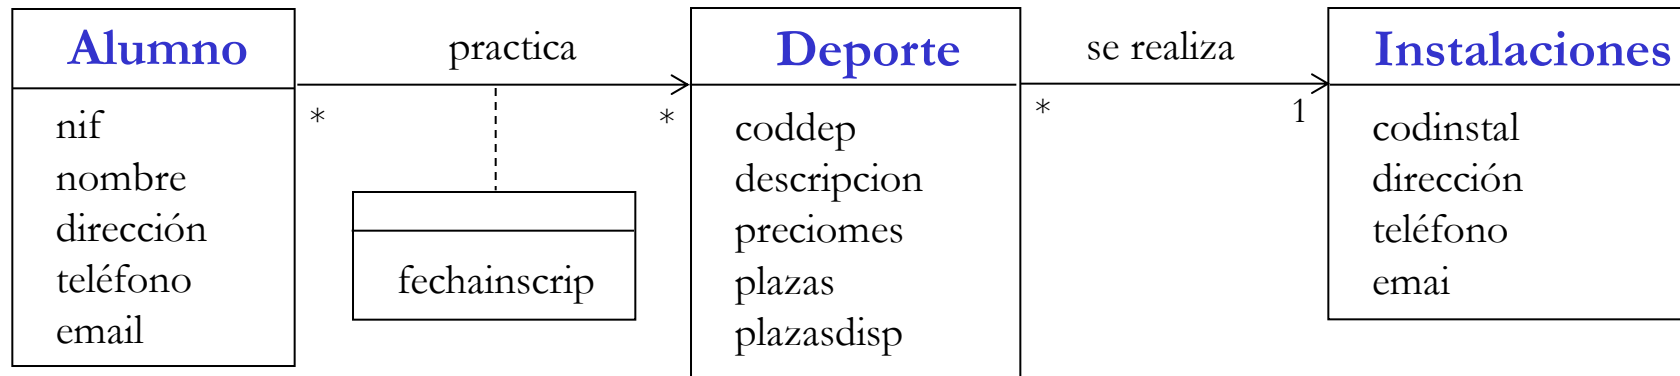 Alumno
nif
nombre
dirección
teléfono
email
practica
*
*
fechainscrip
Deporte
coddep
descripcion
preciomes
plazas
plazasdisp
se realiza
*
1
Instalaciones
codinstal
dirección
teléfono
emai